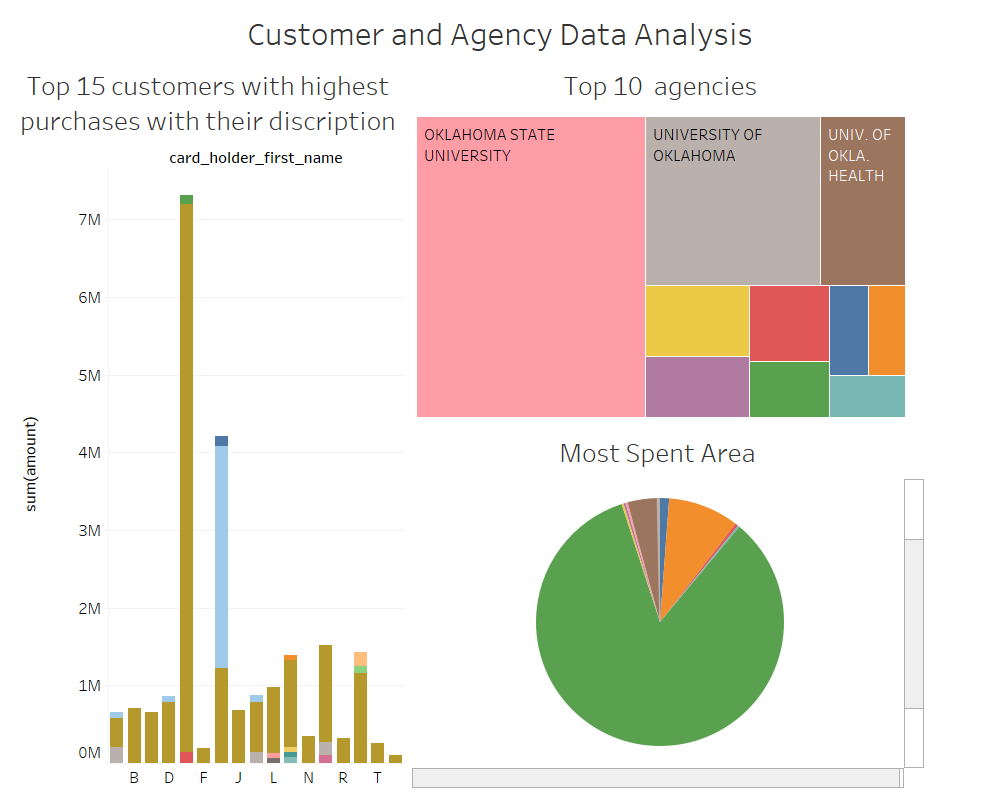 Customer and Agency Data Analysis
Top 15 customers with highest
purchases with their discription
card_holder_first_name
sum(amount)
7M
6M
5M
4M
3M
2M
1M
0M
B D F J L N R T
Top 10 agencies
OKLAHOMA STATE
UNIVERSITY
UNIVERSITY OF
OKLAHOMA
UNIV. OF
OKLA.
HEALTH
Most Spent Area